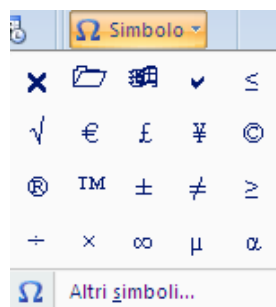 Ω Simbolo
✔ ≤
√ € £ ¥ ©
® ™ ± ≠ ≥
÷ × ∞ µ α
Ω Altri simboli...